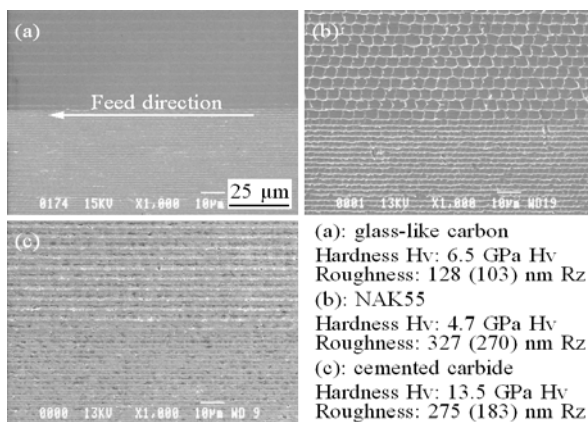 (a)
Feed direction
0174 15KV X1,000 10μm
25 μm
(b)
0001 13KV X1,000 10μm WD19
(c)
0000 13KV X1,000 10μm WD 9
(a): glass-like carbon
Hardness Hv: 6.5 GPa Hv
Roughness: 128 (103) nm Rz
(b): NAK55
Hardness Hv: 4.7 GPa Hv
Roughness: 327 (270) nm Rz
(c): cemented carbide
Hardness Hv: 13.5 GPa Hv
Roughness: 275 (183) nm Rz